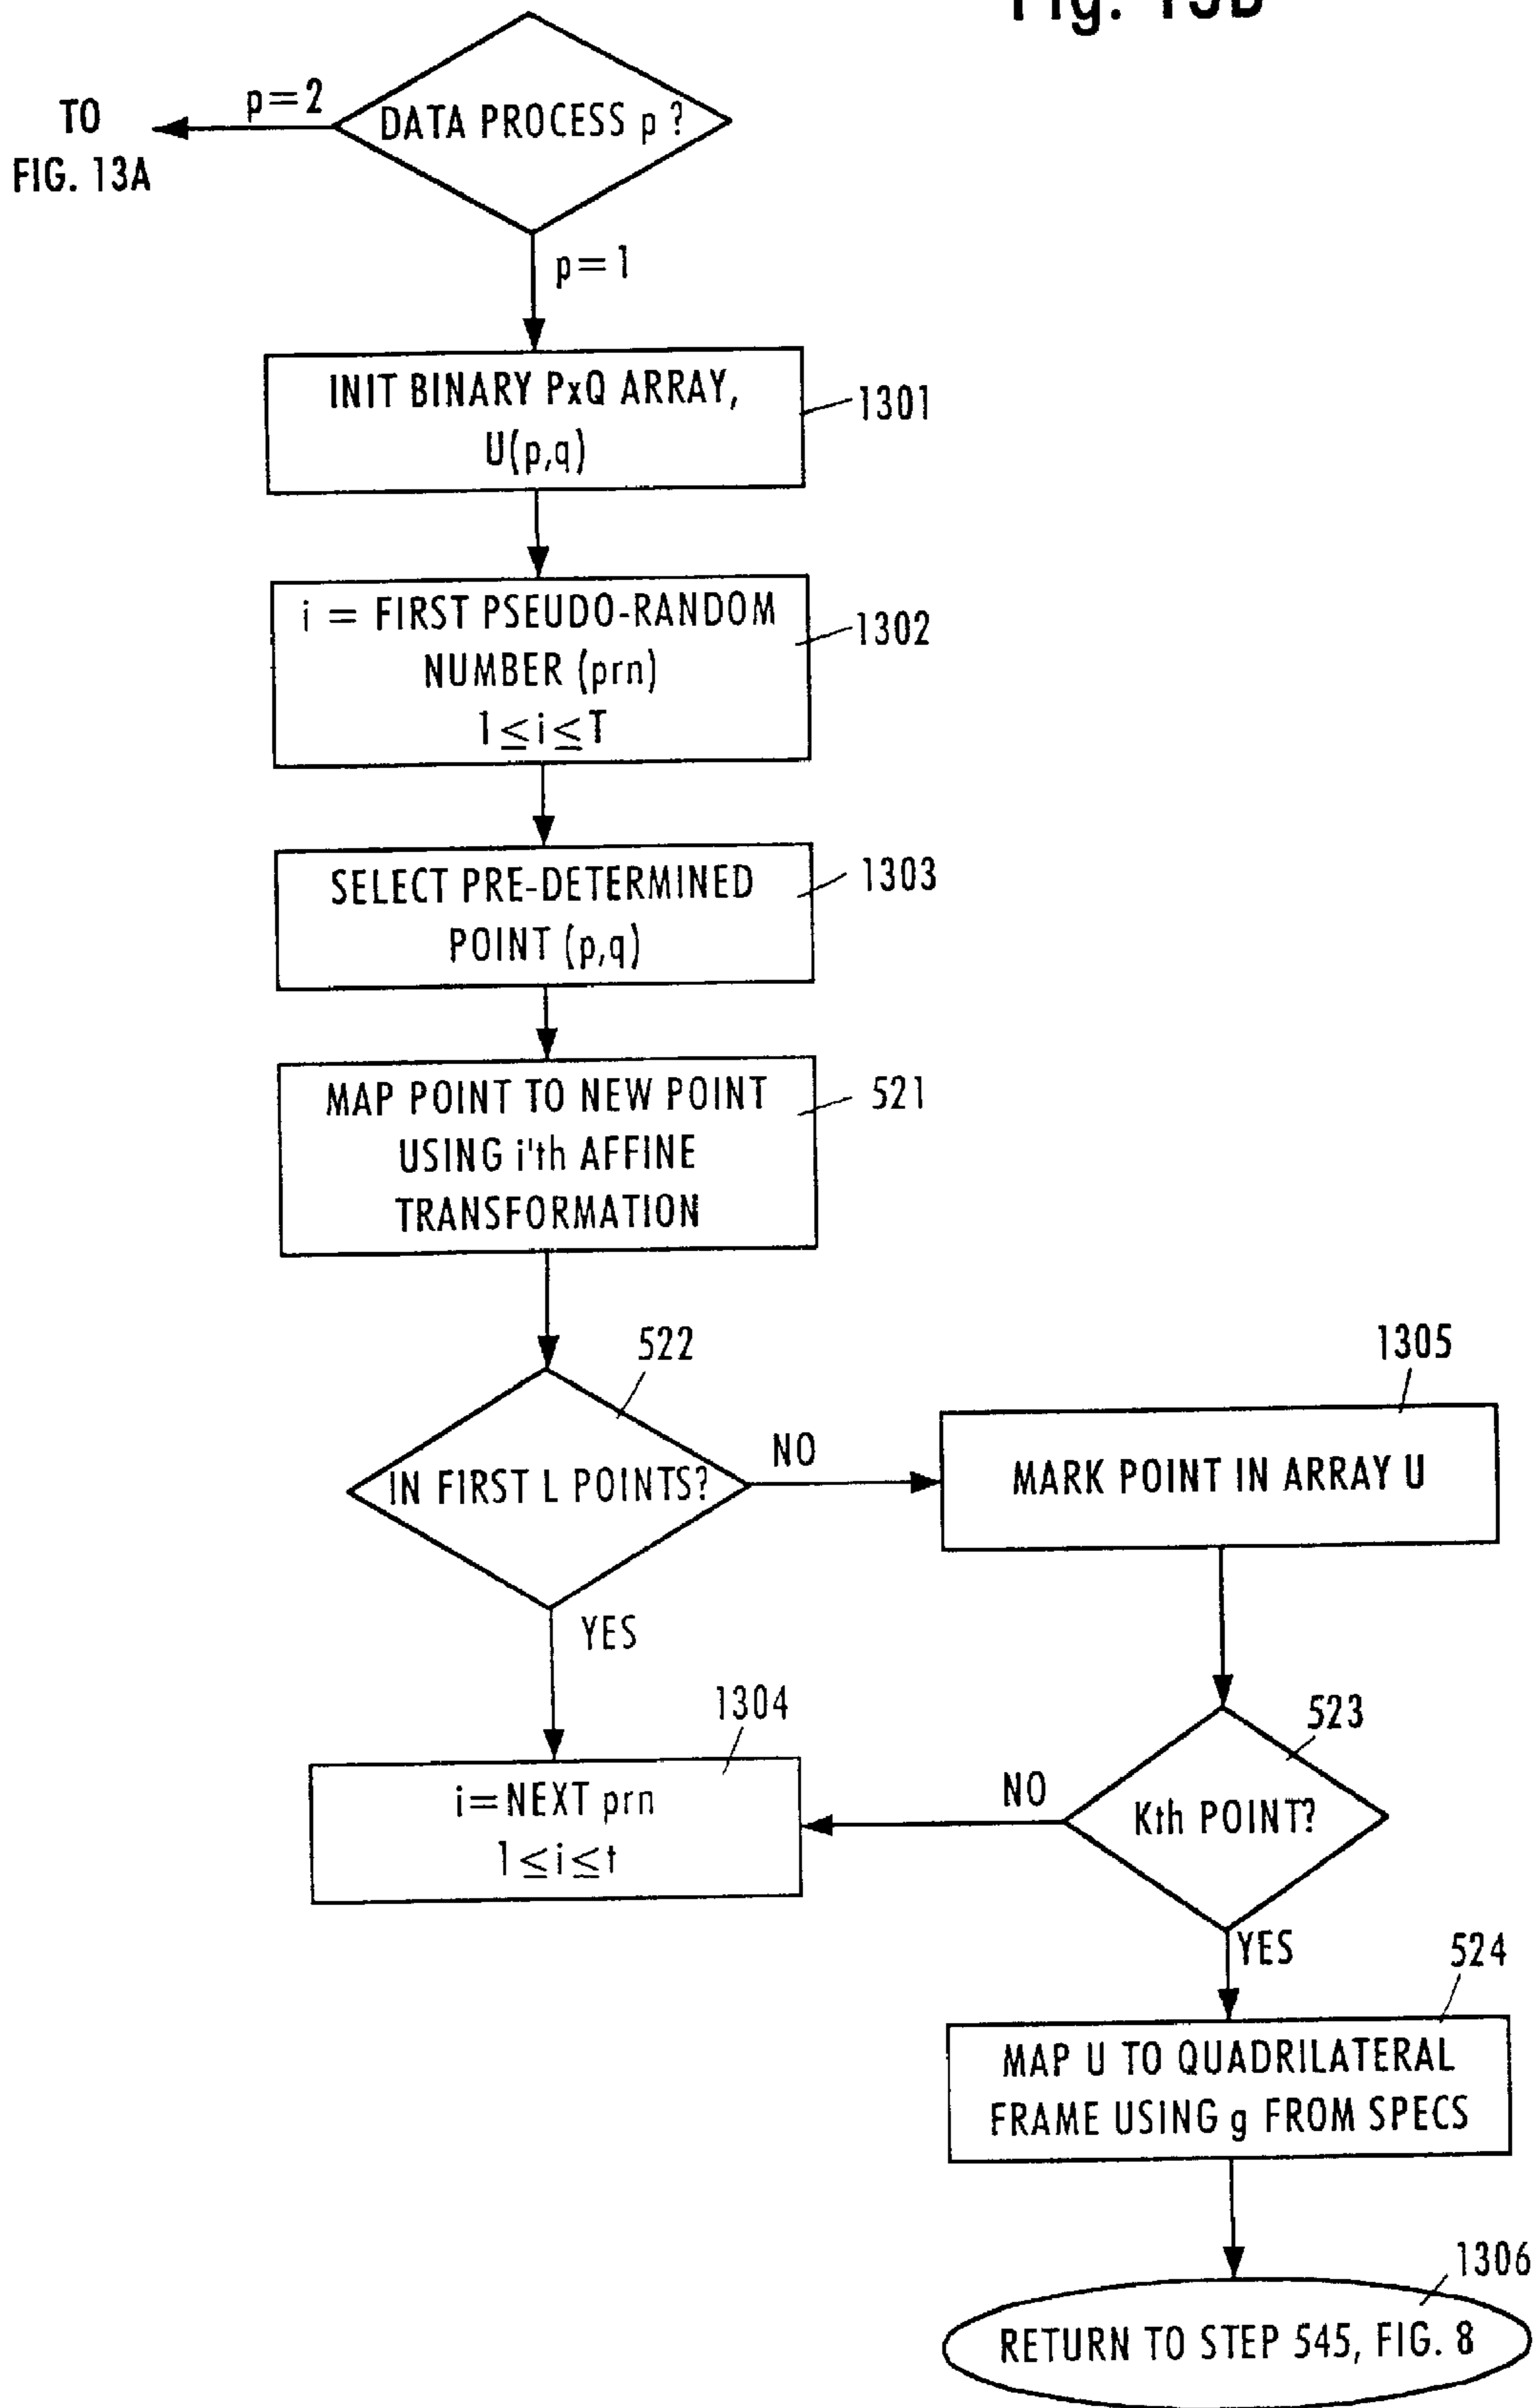 Fig. 13B
DATA PROCESS p ?
p=2
TO
FIG. 13A
p=1
INIT BINARY PxQ ARRAY,
U(p,q)
1301
i = FIRST PSEUDO-RANDOM
NUMBER (prn)
1≤i≤T
1302
SELECT PRE-DETERMINED
POINT (p,q)
1303
MAP POINT TO NEW POINT
USING i'th AFFINE
TRANSFORMATION
521
522
IN FIRST L POINTS?
NO
1305
MARK POINT IN ARRAY U
YES
1304
i=NEXT prn
1≤i≤t
523
Kth POINT?
NO
YES
524
MAP U TO QUADRILATERAL
FRAME USING g FROM SPECS
1306
RETURN TO STEP 545, FIG. 8